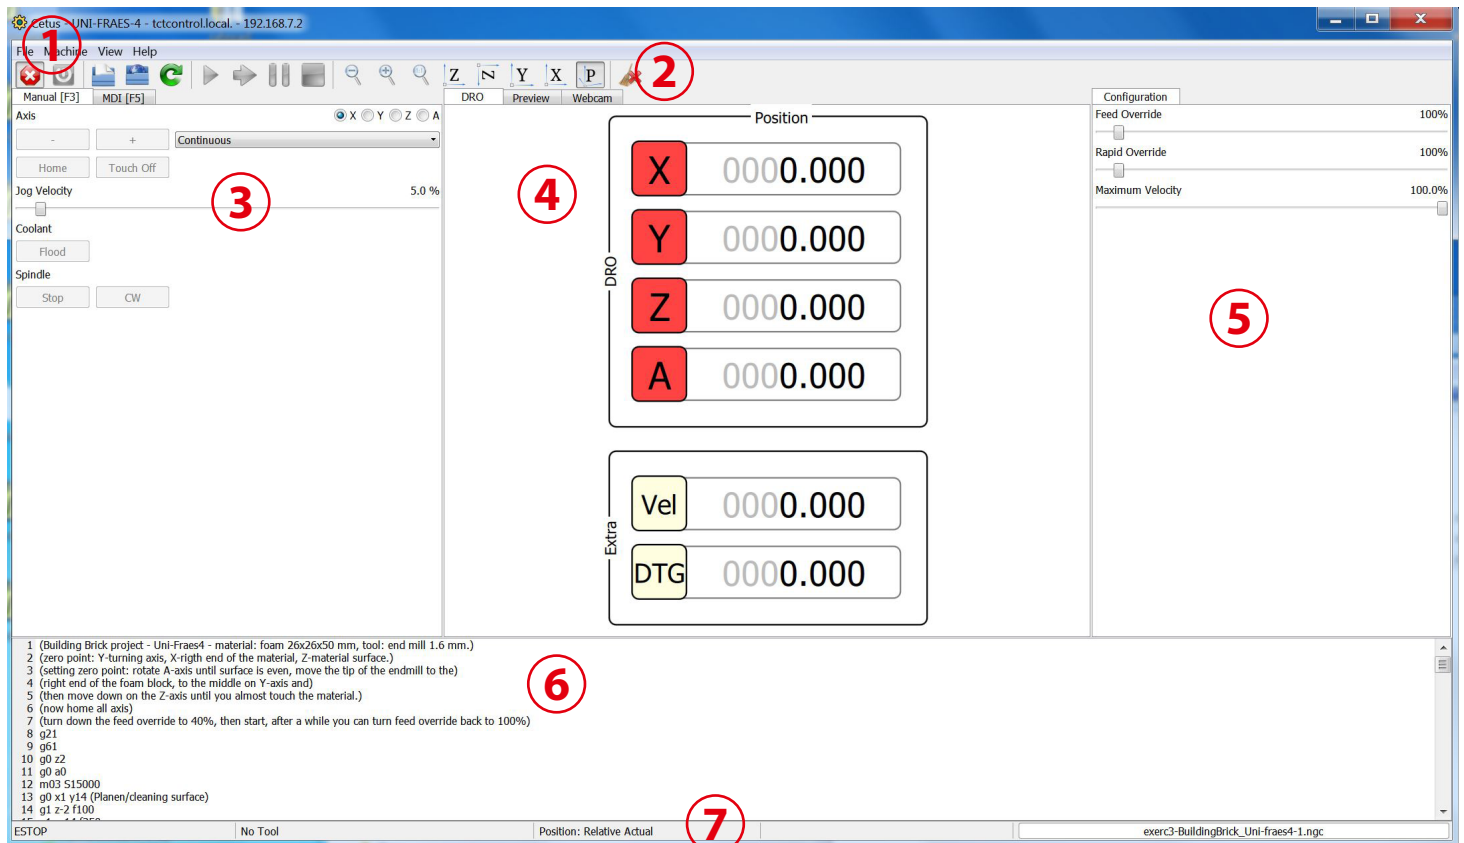 Cetus - UNI-FRAES-4 - tctcontrol.local. - 192.168.7.2
1
File Machine View Help
2
Z N Y X P
Manual [F3] MDI [F5]
DRO Preview Webcam
Configuration
Axis X Y Z A
- + Continuous
Home Touch Off
Jog Velocity 5.0 %
3
Coolant
Flood
Spindle
Stop CW
4
Position
DRO
X 0000.000
Y 0000.000
Z 0000.000
A 0000.000
Extra
Vel 0000.000
DTG 0000.000
Feed Override 100%
Rapid Override 100%
Maximum Velocity 100.0%
5
1 (Building Brick project - Uni-Fraes4 - material: foam 26x26x50 mm, tool: end mill 1.6 mm.)
2 (zero point: Y-turning axis, X-rigth end of the material, Z-material surface.)
3 (setting zero point: rotate A-axis until surface is even, move the tip of the endmill to the)
4 (right end of the foam block, to the middle on Y-axis and)
5 (then move down on the Z-axis until you almost touch the material.)
6 (now home all axis)
7 (turn down the feed override to 40%, then start, after a while you can turn feed override back to 100%)
8 g21
9 g61
10 g0 z2
11 g0 a0
12 m03 S15000
13 g0 x1 y14 (Planen/cleaning surface)
14 g1 z-2 f100
6
7
ESTOP No Tool Position: Relative Actual exerc3-BuildingBrick_Uni-fraes4-1.ngc